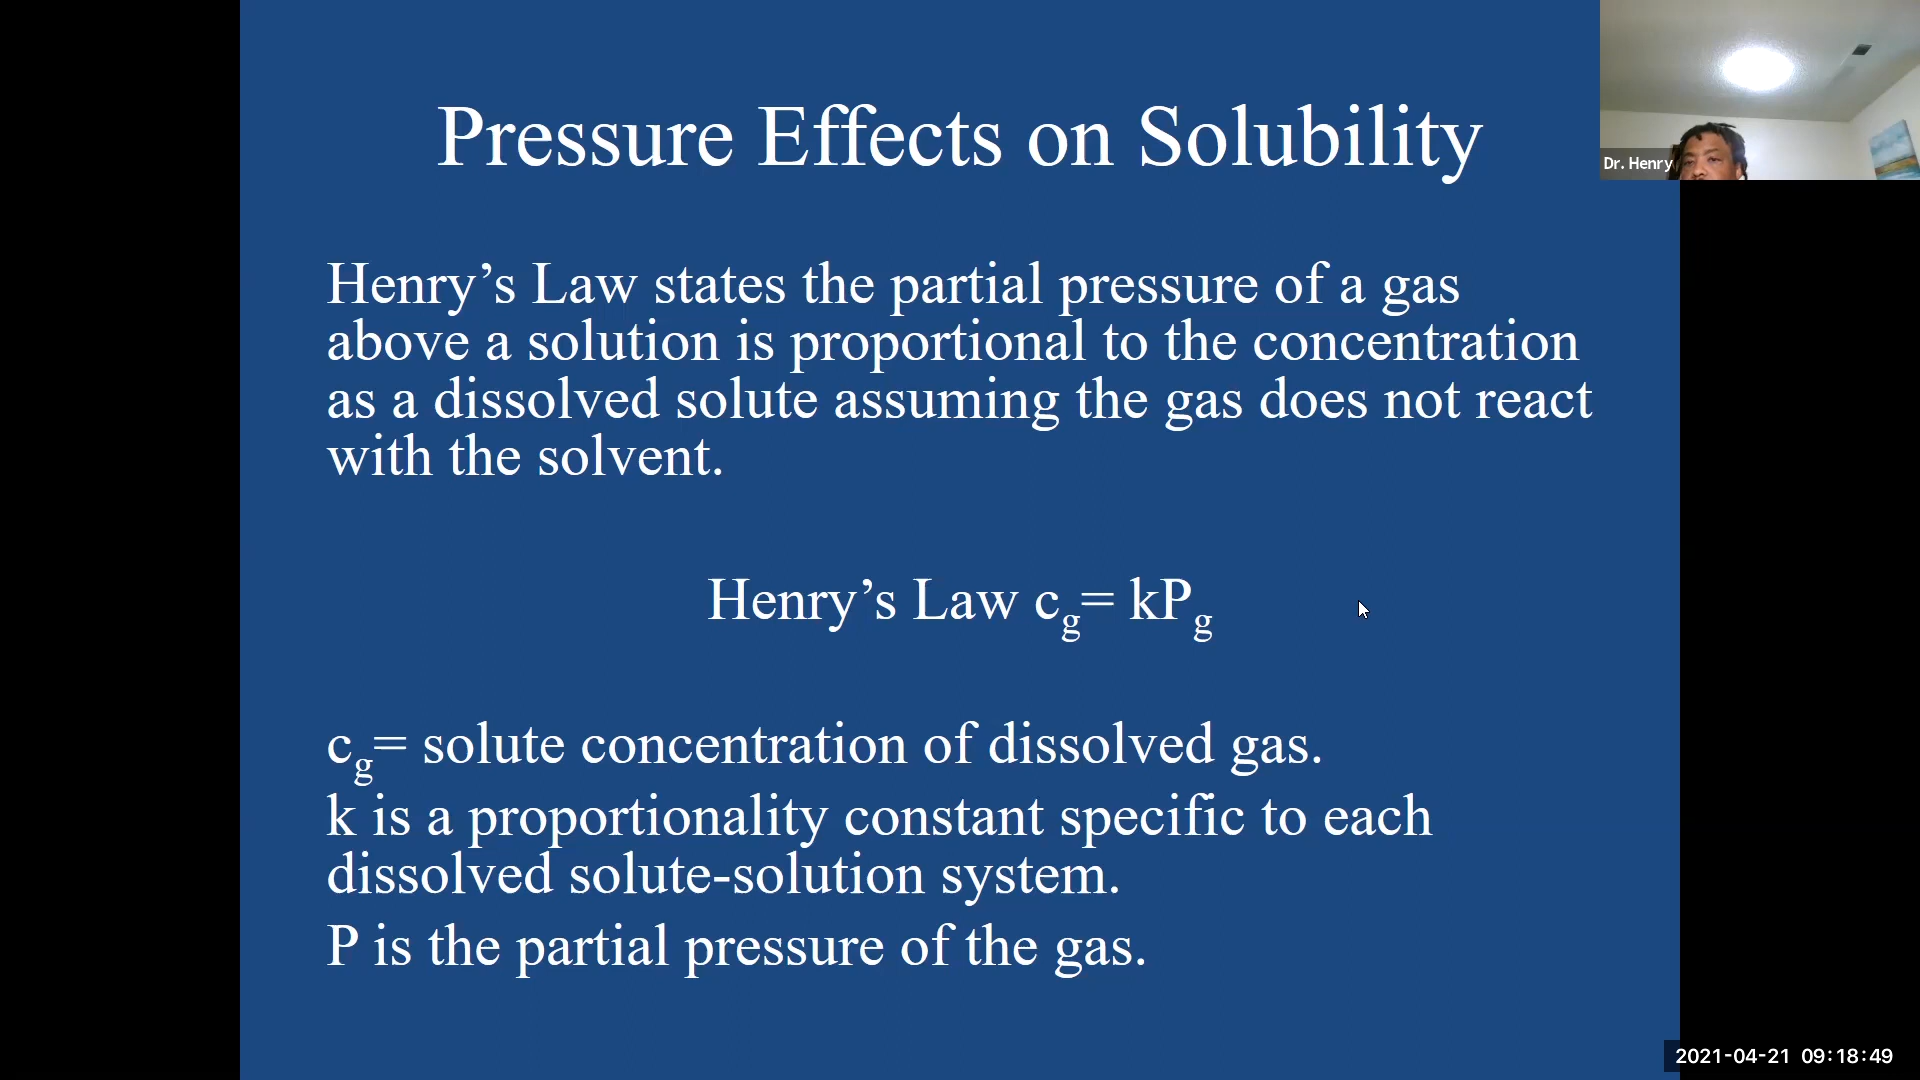 Pressure Effects on Solubility
Dr. Henry
Henry’s Law states the partial pressure of a gas
above a solution is proportional to the concentration
as a dissolved solute assuming the gas does not react
with the solvent.
Henry’s Law cg= kPg
cg= solute concentration of dissolved gas.
k is a proportionality constant specific to each
dissolved solute-solution system.
P is the partial pressure of the gas.
2021-04-21 09:18:49